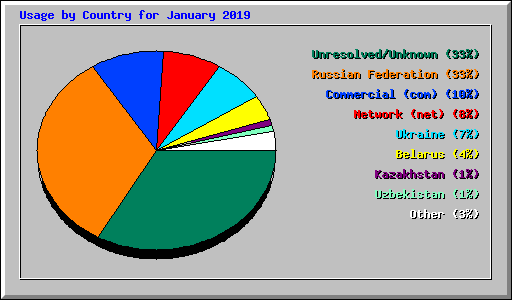 Usage by Country for January 2019
Unresolved/Unknown (33%)
Russian Federation (33%)
Commercial (com) (10%)
Network (net) (8%)
Ukraine (7%)
Belarus (4%)
Kazakhstan (1%)
Uzbekistan (1%)
Other (3%)